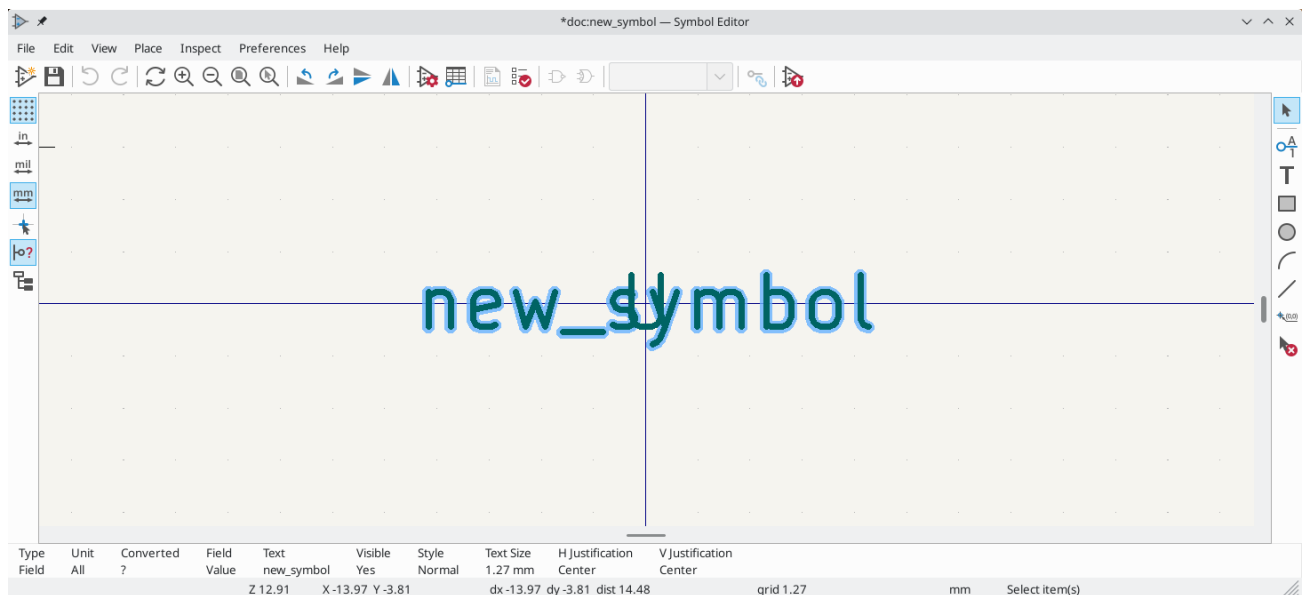 *doc:new_symbol — Symbol Editor
File Edit View Place Inspect Preferences Help
in
mil
mm
A
1
T
(0,0)
new_symbol
U
Type Unit Converted Field Text Visible Style Text Size H Justification V Justification
Field All ? Value new_symbol Yes Normal 1.27 mm Center Center
Z 12.91 X -13.97 Y -3.81 dx -13.97 dy -3.81 dist 14.48 grid 1.27 mm Select item(s)